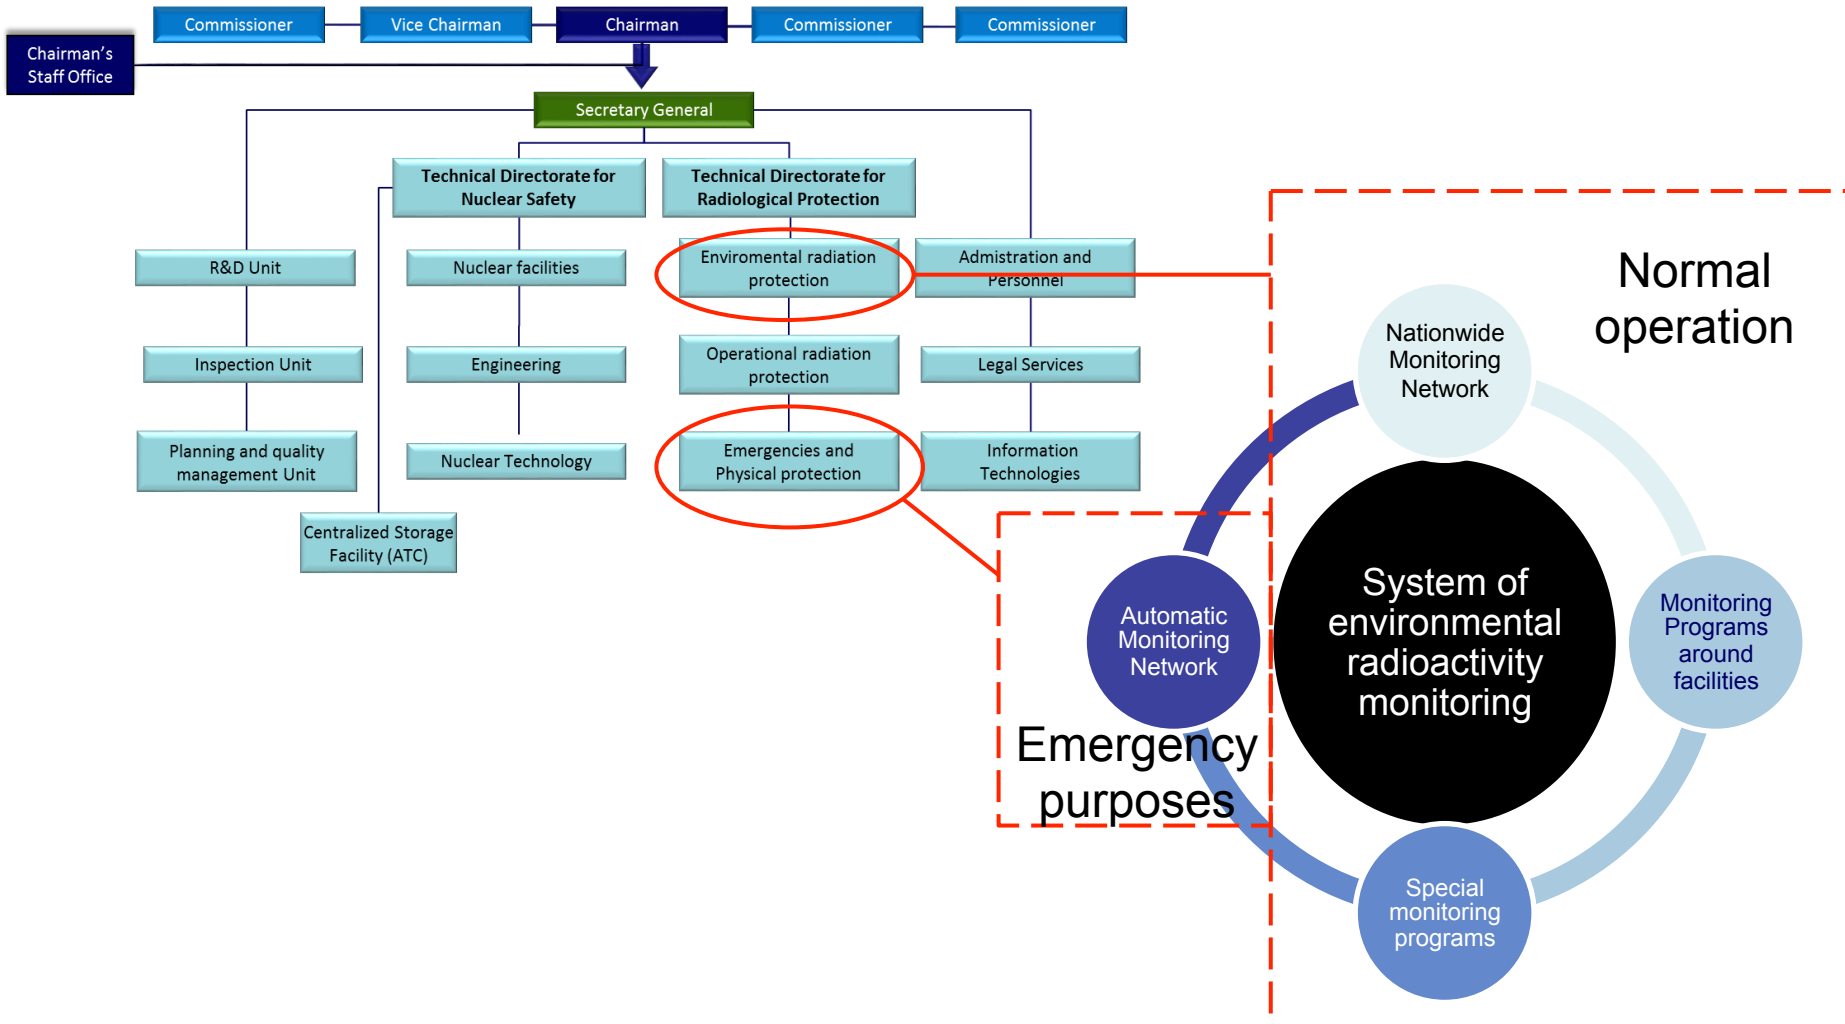 Commissioner
Vice Chairman
Chairman
Commissioner
Commissioner
Chairman's
Staff Office
Secretary General
Technical Directorate for
Nuclear Safety
Technical Directorate for
Radiological Protection
R&D Unit
Nuclear facilities
Enviromental radiation
protection
Admistration and
Personnel
Inspection Unit
Engineering
Operational radiation
protection
Legal Services
Planning and quality
management Unit
Nuclear Technology
Emergencies and
Physical protection
Information
Technologies
Centralized Storage
Facility (ATC)
Normal
operation
Nationwide
Monitoring
Network
System of
environmental
radioactivity
monitoring
Monitoring
Programs
around
facilities
Automatic
Monitoring
Network
Emergency
purposes
Special
monitoring
programs